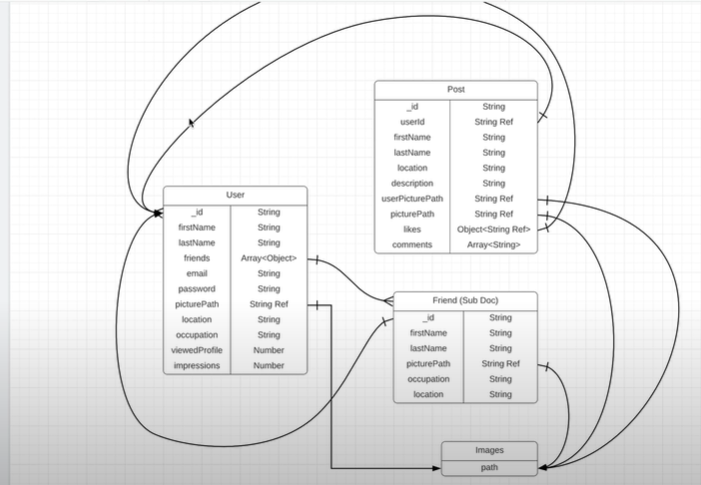 Post
_id String
userId String Ref
firstName String
lastName String
location String
description String
userPicturePath String Ref
picturePath String Ref
likes Object<String Ref>
comments Array<String>
User
_id String
firstName String
lastName String
friends Array<Object>
email String
password String
picturePath String Ref
location String
occupation String
viewedProfile Number
impressions Number
Friend (Sub Doc)
_id String
firstName String
lastName String
picturePath String Ref
occupation String
location String
Images
path